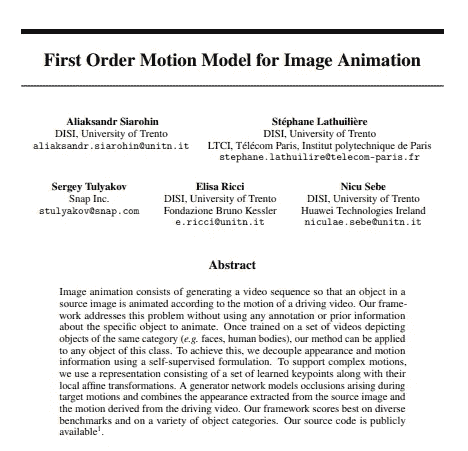 First Order Motion Model for Image Animation
Aliaksandr Siarohin
DISI, University of Trento
aliaksandr.siarohin@unitn.it
Stéphane Lathuilière
DISI, University of Trento
LTCI, Télécom Paris, Institut polytechnique de Paris
stephane.lathuilire@telecom-paris.fr
Sergey Tulyakov
Snap Inc.
stulyakov@snap.com
Elisa Ricci
DISI, University of Trento
Fondazione Bruno Kessler
e.ricci@unitn.it
Nicu Sebe
DISI, University of Trento
Huawei Technologies Ireland
niculae.sebe@unitn.it
Abstract
Image animation consists of generating a video sequence so that an object in a
source image is animated according to the motion of a driving video. Our frame-
work addresses this problem without using any annotation or prior information
about the specific object to animate. Once trained on a set of videos depicting
objects of the same category (e.g. faces, human bodies), our method can be applied
to any object of this class. To achieve this, we decouple appearance and motion
information using a self-supervised formulation. To support complex motions,
we use a representation consisting of a set of learned keypoints along with their
local affine transformations. A generator network models occlusions arising during
target motions and combines the appearance extracted from the source image and
the motion derived from the driving video. Our framework scores best on diverse
benchmarks and on a variety of object categories. Our source code is publicly
available¹.